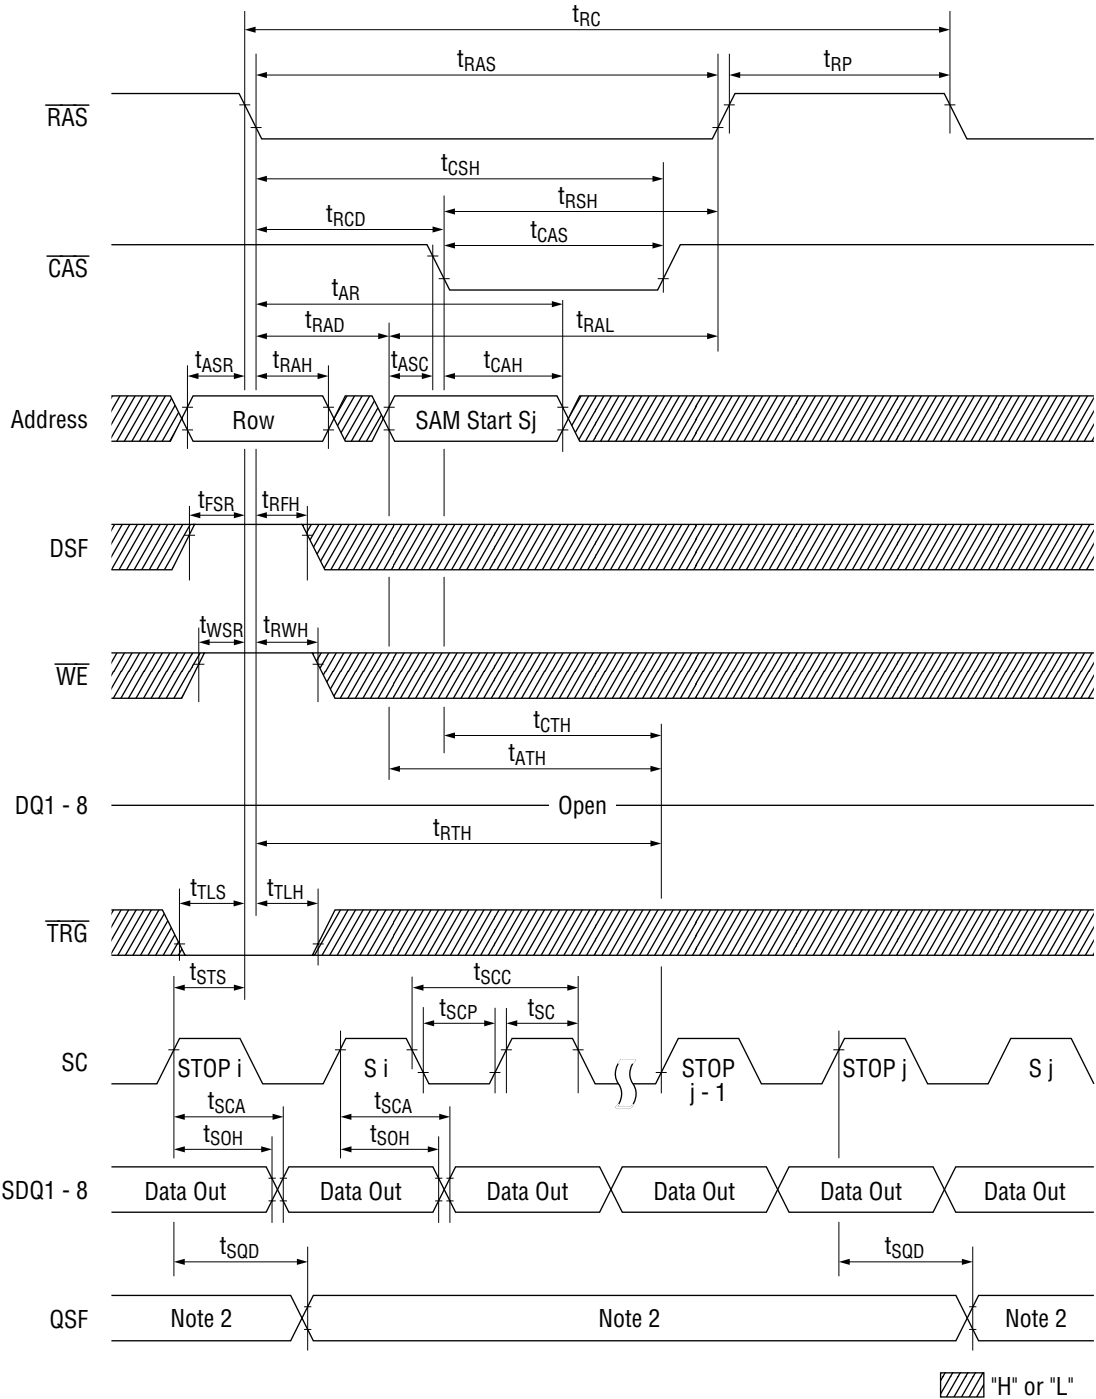 tRC
tRAS
tRP
RAS
tCSH
tRSH
tRCD
tCAS
CAS
tAR
tRAD
tRAL
tASR
tRAH
tASC
tCAH
Address
Row
SAM Start Sj
tFSR
tRFH
DSF
tWSR
tRWH
WE
tCTH
tATH
DQ1 - 8
Open
tRTH
tTLS
tTLH
TRG
tSTS
tSCC
tSCP
tSC
SC
STOP i
S i
STOP
j - 1
STOP j
S j
tSCA
tSCA
tSOH
tSOH
SDQ1 - 8
Data Out
Data Out
Data Out
Data Out
Data Out
Data Out
tSQD
tSQD
QSF
Note 2
Note 2
Note 2
"H" or "L"